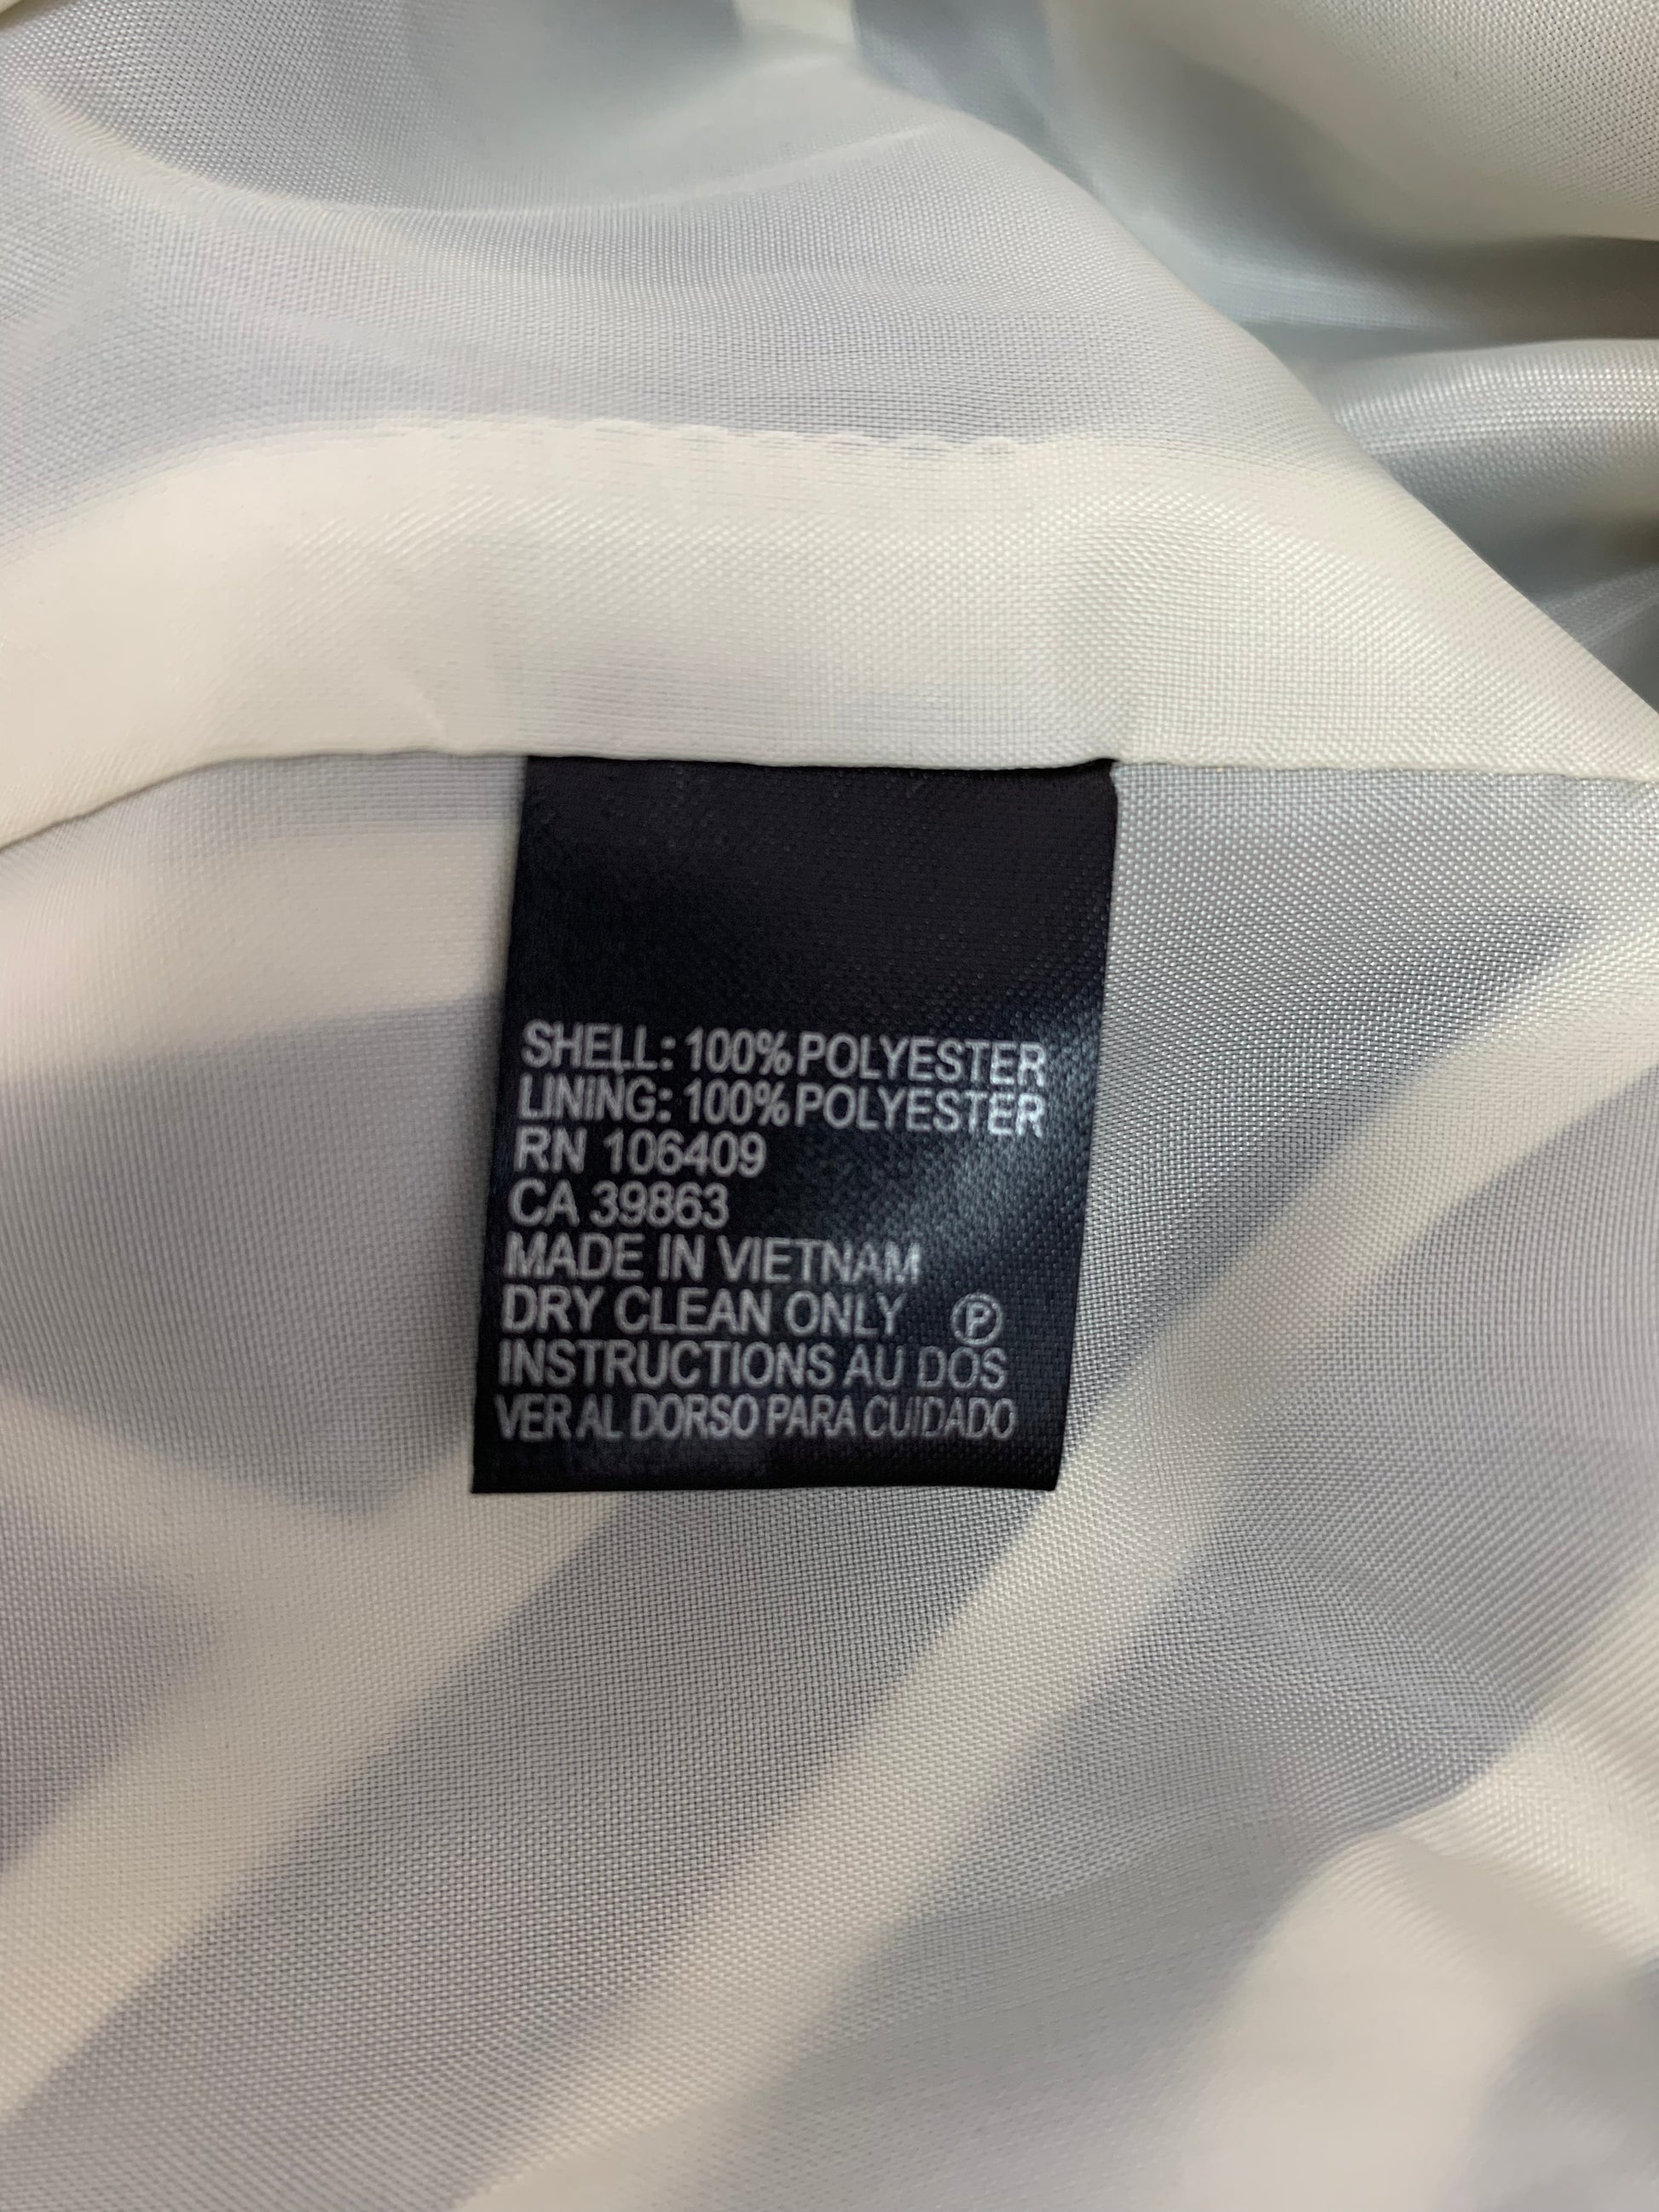 SHELL: 100% POLYESTER
LINING: 100% POLYESTER
RN 106409
CA 39863
MADE IN VIETNAM
DRY CLEAN ONLY Ⓟ
INSTRUCTIONS AU DOS
VER AL DORSO PARA CUIDADO